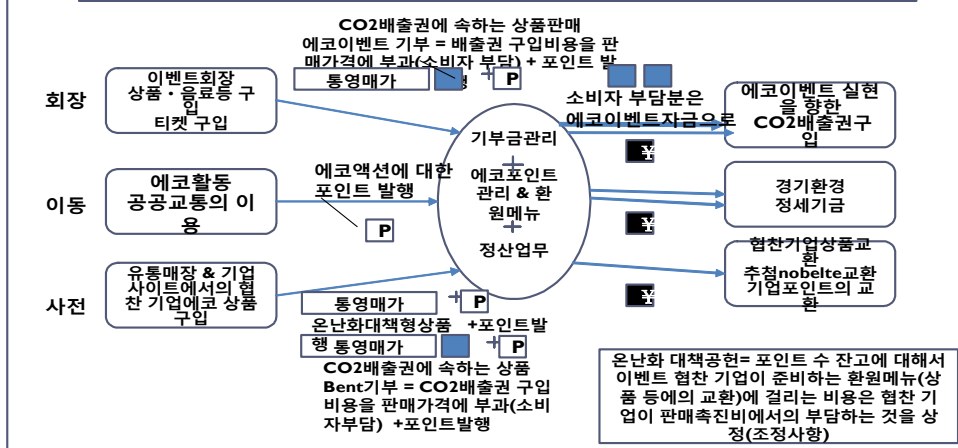 CO2배출권에 속하는 상품판매
에코이벤트 기부 = 배출권 구입비용을 판
매가격에 부과(소비자 부담) + 포인트 발
행
통영매가
+
P
회장
이벤트회장
상품・음료등 구
입
티켓 구입
소비자 부담분은
에코이벤트자금으로
¥
에코이벤트 실현
을 향한
CO2배출권구
입
이동
에코활동
공공교통의 이
용
에코액션에 대한
포인트 발행
P
기부금관리
+
에코포인트
관리 & 환
원메뉴
+
정산업무
¥
경기환경
정세기금
사전
유통매장 & 기업
사이트에서의 협
찬 기업에코 상품
구입
¥
협찬기업상품교
환
추첨nobelte교환
기업포인트의 교
환
통영매가
+
P
온난화대책형상품 +포인트발
행
통영매가
+
P
CO2배출권에 속하는 상품
Bent기부 = CO2배출권 구입
비용을 판매가격에 부과(소비
자부담) +포인트발행
온난화 대책공헌= 포인트 수 잔고에 대해서
이벤트 협찬 기업이 준비하는 환원메뉴(상
품 등에의 교환)에 걸리는 비용은 협찬 기
업이 판매촉진비에서의 부담하는 것을 상
정(조정사항)